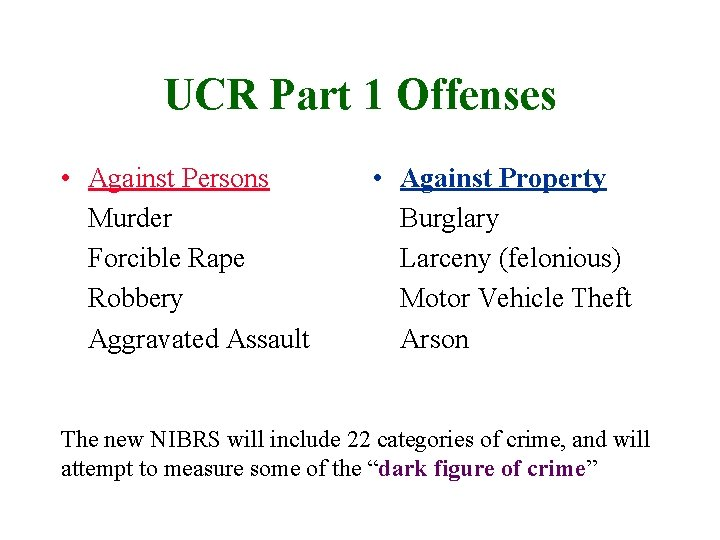 UCR Part 1 Offenses
• Against Persons
Murder
Forcible Rape
Robbery
Aggravated Assault
• Against Property
Burglary
Larceny (felonious)
Motor Vehicle Theft
Arson
The new NIBRS will include 22 categories of crime, and will
attempt to measure some of the “dark figure of crime”